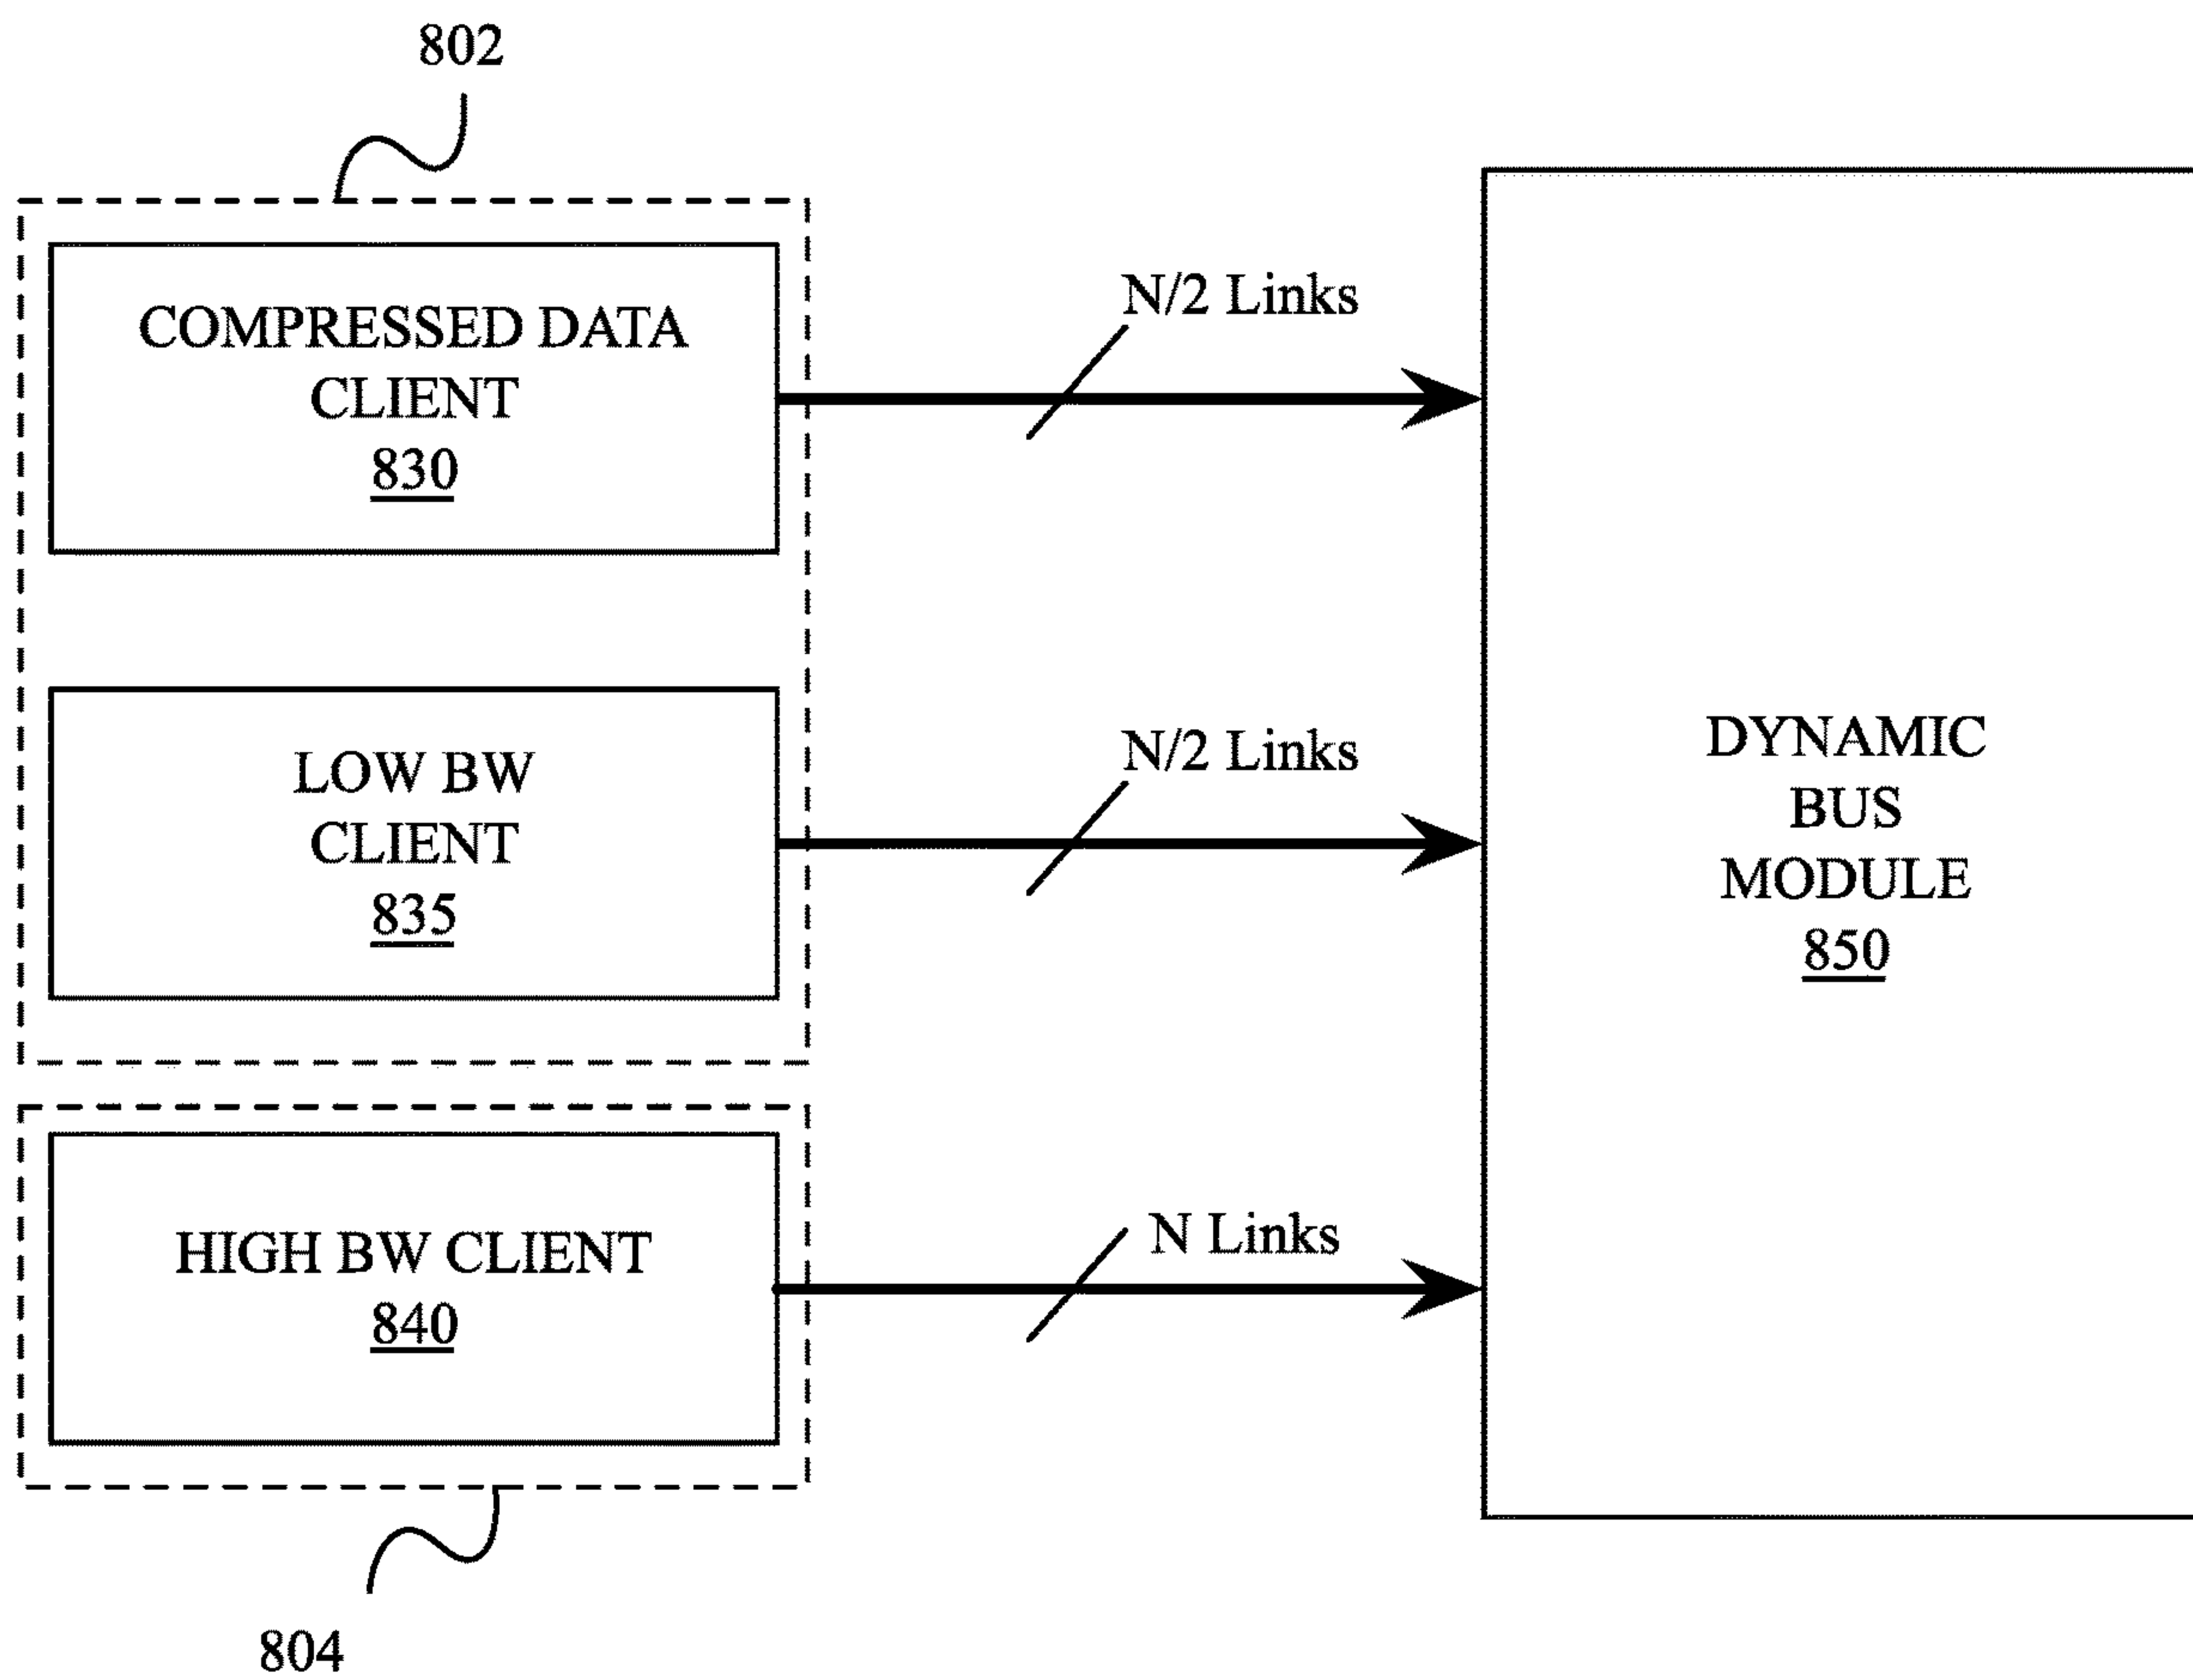 802
COMPRESSED DATA
CLIENT
830
N/2 Links
LOW BW
CLIENT
835
N/2 Links
HIGH BW CLIENT
840
N Links
DYNAMIC
BUS
MODULE
850
804